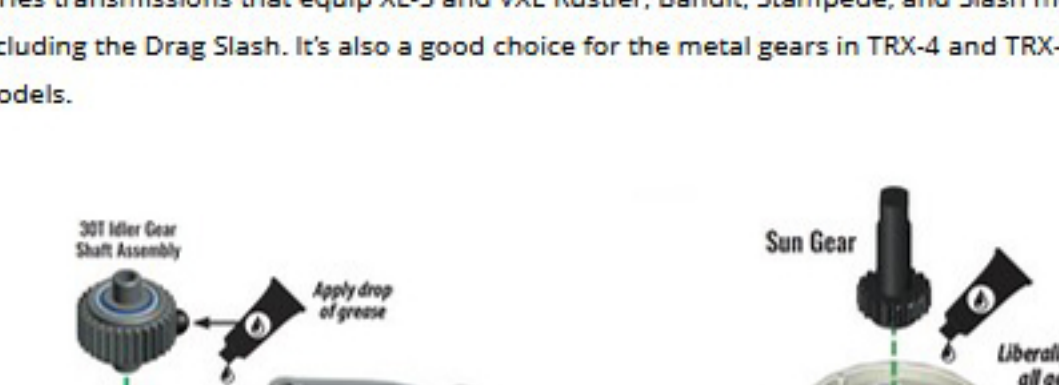 transmissions that equip XL-5 and VXL Rustler, Bandit, Stampede, and Slash
cluding the Drag Slash. It's also a good choice for the metal gears in TRX-4 and TRX-
odels.
30T Idler Gear
Shaft Assembly
Apply drop
of grease
Sun Gear
Liberal
all